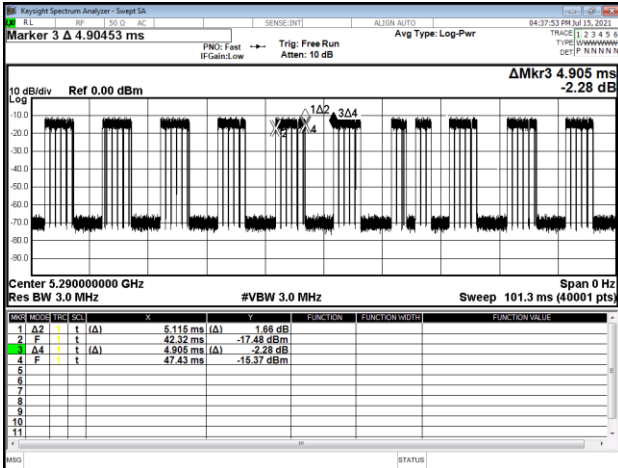 Keysight Spectrum Analyzer - Swept SA
RL RF 50 Ω AC SENSE:INT ALIGN AUTO 04:37:53 PM Jul 15, 2021
Marker 3 Δ 4.90453 ms
PNO: Fast
IFGain:Low
Trig: Free Run
Atten: 10 dB
Avg Type: Log-Pwr
TRACE 1 2 3 4 5 6
TYPE WWWWWW
DET P N N N N N
ΔMkr3 4.905 ms
-2.28 dB
10 dB/div Ref 0.00 dBm
Log
1Δ2 3Δ4
-10.0
2 4
-20.0
-30.0
-40.0
-50.0
-60.0
-70.0
-80.0
-90.0
Center 5.290000000 GHz Span 0 Hz
Res BW 3.0 MHz #VBW 3.0 MHz Sweep 101.3 ms (40001 pts)
MKR MODE TRC SCL X Y FUNCTION FUNCTION WIDTH FUNCTION VALUE
1 Δ2 1 t (Δ) 5.115 ms (Δ) 1.66 dB
2 F 1 t 42.32 ms -17.48 dBm
3 Δ4 1 t (Δ) 4.905 ms (Δ) -2.28 dB
4 F 1 t 47.43 ms -15.37 dBm
5
6
7
8
9
10
11
MSG STATUS